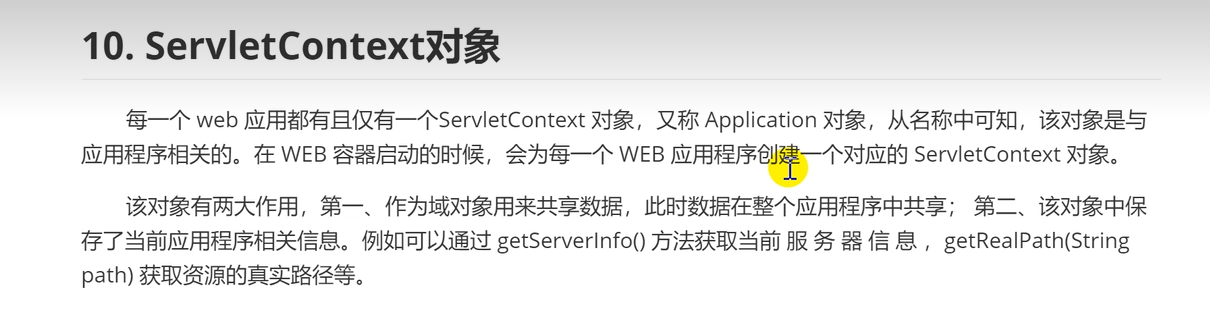 10. ServletContext对象
每一个 web 应用都有且仅有一个ServletContext 对象，又称 Application 对象，从名称中可知，该对象是与
应用程序相关的。在 WEB 容器启动的时候，会为每一个 WEB 应用程序创建一个对应的 ServletContext 对象。
该对象有两大作用，第一、作为域对象用来共享数据，此时数据在整个应用程序中共享； 第二、该对象中保
存了当前应用程序相关信息。例如可以通过 getServerInfo() 方法获取当前 服 务 器 信 息 ，getRealPath(String
path) 获取资源的真实路径等。